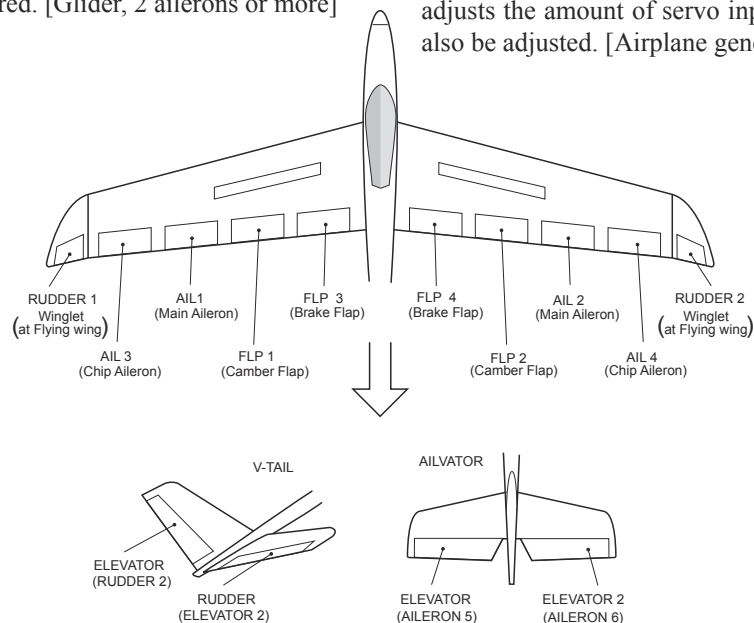 red. [Glider, 2 ailerons or more]
adjusts the amount of servo inp
also be adjusted. [Airplane gene
RUDDER 1
Winglet
(at Flying wing)
AIL1
(Main Aileron)
FLP 3
(Brake Flap)
FLP 4
(Brake Flap)
AIL 2
(Main Aileron)
RUDDER 2
Winglet
(at Flying wing)
AIL 3
(Chip Aileron)
FLP 1
(Camber Flap)
FLP 2
(Camber Flap)
AIL 4
(Chip Aileron)
V-TAIL
AILVATOR
ELEVATOR
(RUDDER 2)
RUDDER
(ELEVATOR 2)
ELEVATOR
(AILERON 5)
ELEVATOR 2
(AILERON 6)